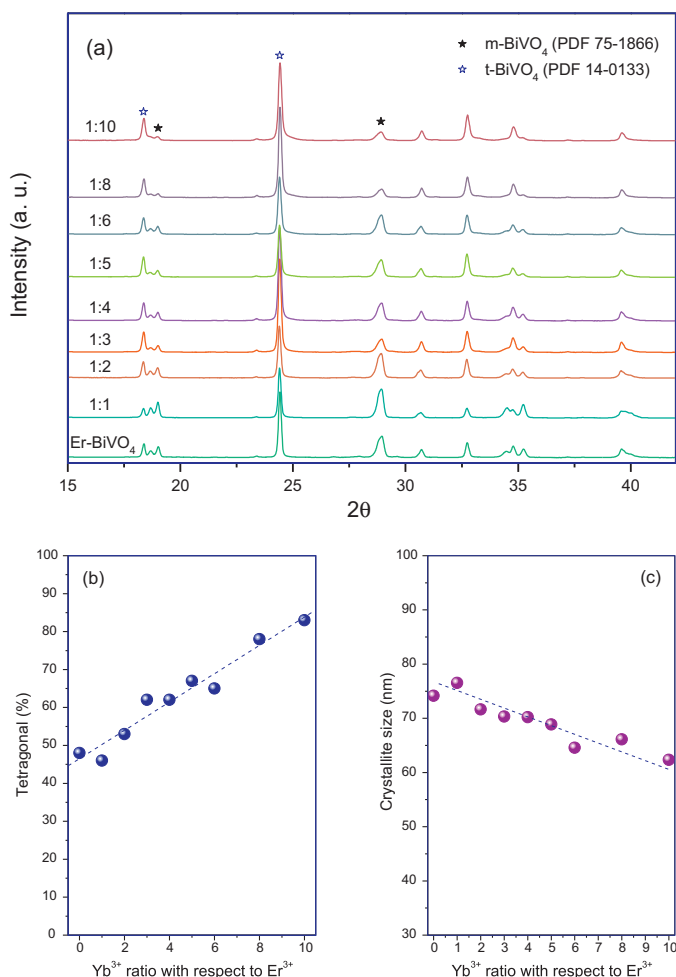 (a)
★ m-BiVO₄ (PDF 75-1866)
☆ t-BiVO₄ (PDF 14-0133)
Intensity (a. u.)
1:10
1:8
1:6
1:5
1:4
1:3
1:2
1:1
Er-BiVO₄
15 20 25 30 35 40
2θ
(b)
Tetragonal (%)
100
90
80
70
60
50
40
30
20
10
0
0 2 4 6 8 10
Yb³⁺ ratio with respect to Er³⁺
(c)
Crystallite size (nm)
100
90
80
70
60
50
40
30
0 1 2 3 4 5 6 7 8 9 10
Yb³⁺ ratio with respect to Er³⁺